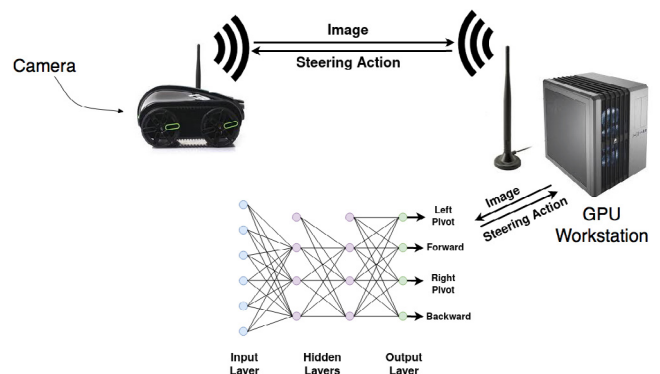 Image
Steering Action
Camera
Image
Steering Action
GPU
Workstation
Left
Pivot
Forward
Right
Pivot
Backward
Input
Layer
Hidden
Layers
Output
Layer